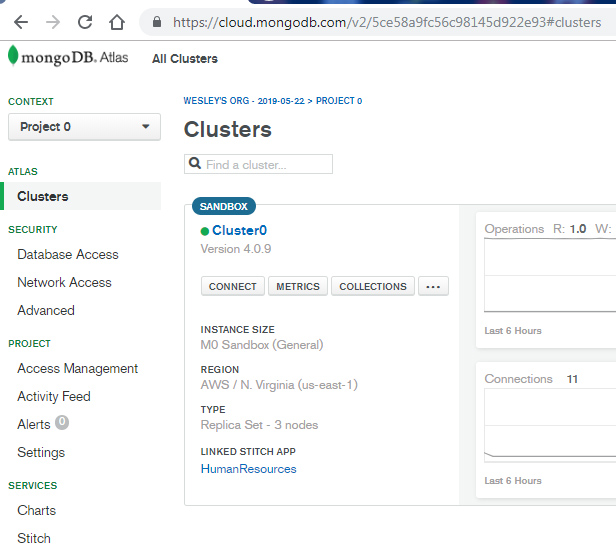 https://cloud.mongodb.com/v2/5ce58a9fc56c98145d922e93#clusters
mongoDB. Atlas All Clusters
CONTEXT
Project 0
ATLAS
Clusters
SECURITY
Database Access
Network Access
Advanced
PROJECT
Access Management
Activity Feed
Alerts 0
Settings
SERVICES
Charts
Stitch
WESLEY'S ORG - 2019-05-22 > PROJECT 0
Clusters
Find a cluster...
SANDBOX
Cluster0
Version 4.0.9
CONNECT METRICS COLLECTIONS ...
INSTANCE SIZE
M0 Sandbox (General)
REGION
AWS / N. Virginia (us-east-1)
TYPE
Replica Set - 3 nodes
LINKED STITCH APP
HumanResources
Operations R: 1.0 W:
Last 6 Hours
Connections 11
Last 6 Hours